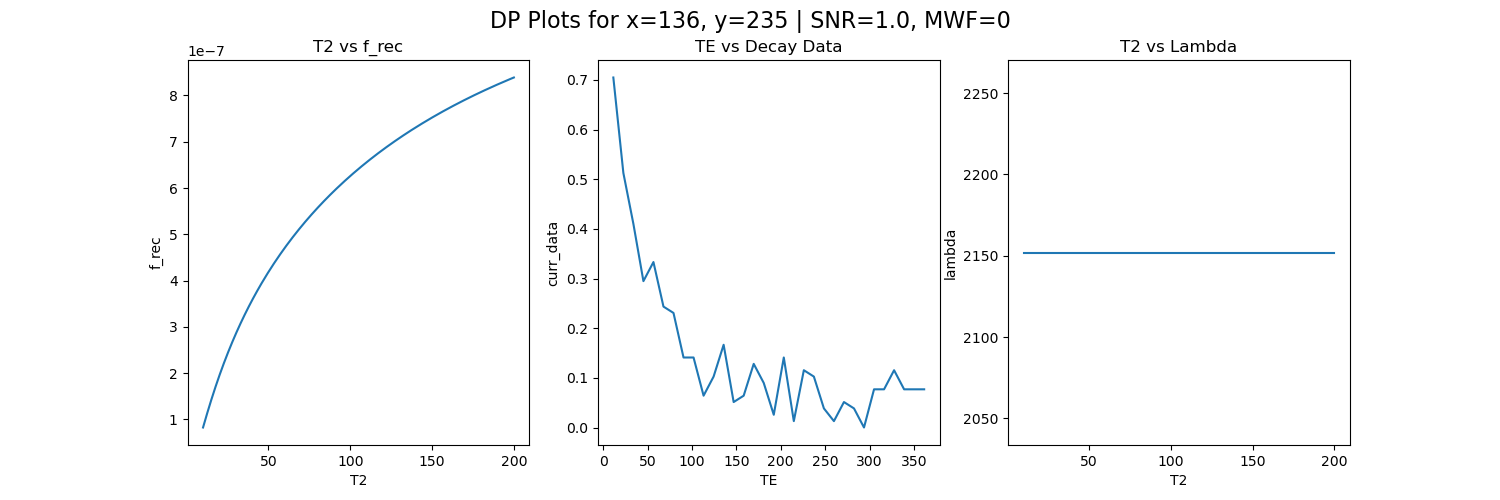 DP Plots for x=136, y=235 | SNR=1.0, MWF=0
T2 vs f_rec
1e−7
8
7
6
5
4
3
2
1
f_rec
50 100 150 200
T2
TE vs Decay Data
0.7
0.6
0.5
0.4
0.3
0.2
0.1
0.0
curr_data
0 50 100 150 200 250 300 350
TE
T2 vs Lambda
2250
2200
2150
2100
2050
lambda
50 100 150 200
T2